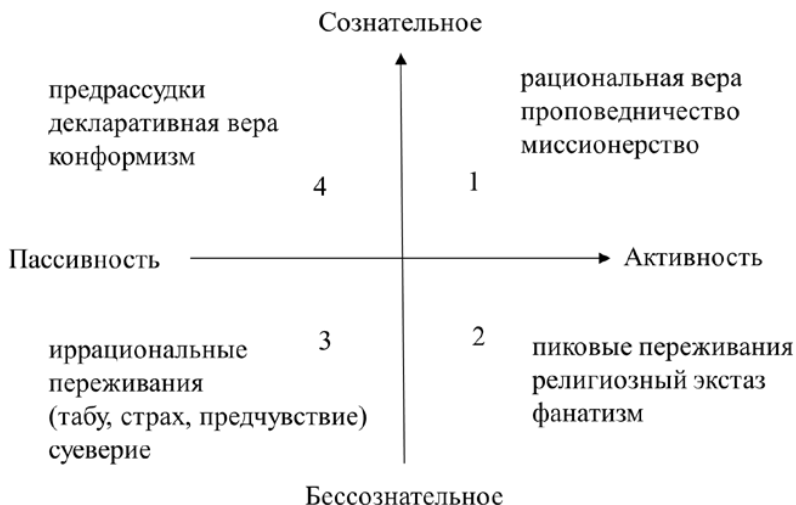 Сознательное
предрассудки
декларативная вера
конформизм
4
рациональная вера
проповедничество
миссионерство
1
Пассивность
Активность
иррациональные
переживания
(табу, страх, предчувствие)
суеверие
3
2
пиковые переживания
религиозный экстаз
фанатизм
Бессознательное